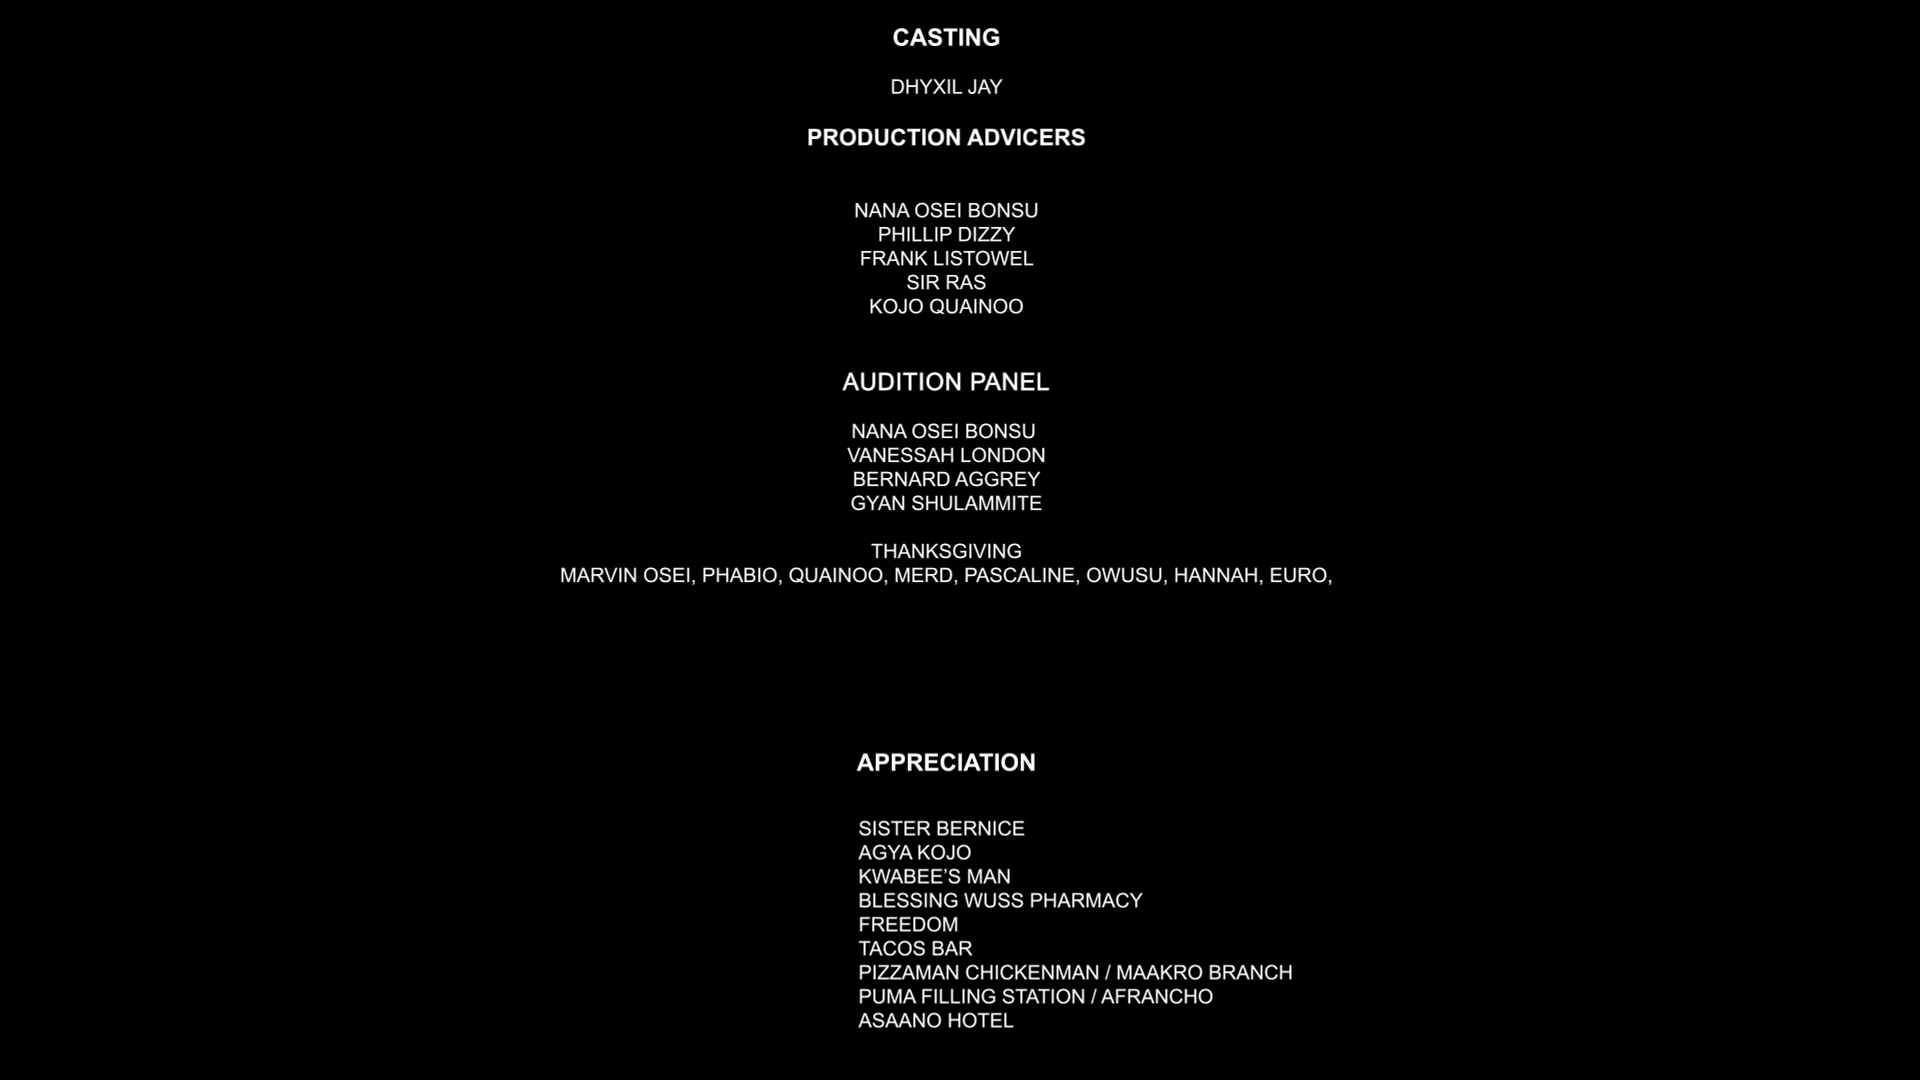 CASTING
DHYXIL JAY
PRODUCTION ADVICERS
NANA OSEI BONSU
PHILLIP DIZZY
FRANK LISTOWEL
SIR RAS
KOJO QUAINOO
AUDITION PANEL
NANA OSEI BONSU
VANESSAH LONDON
BERNARD AGGREY
GYAN SHULAMMITE
THANKSGIVING
MARVIN OSEI, PHABIO, QUAINOO, MERD, PASCALINE, OWUSU, HANNAH, EURO,
APPRECIATION
SISTER BERNICE
AGYA KOJO
KWABEE’S MAN
BLESSING WUSS PHARMACY
FREEDOM
TACOS BAR
PIZZAMAN CHICKENMAN / MAAKRO BRANCH
PUMA FILLING STATION / AFRANCHO
ASAANO HOTEL